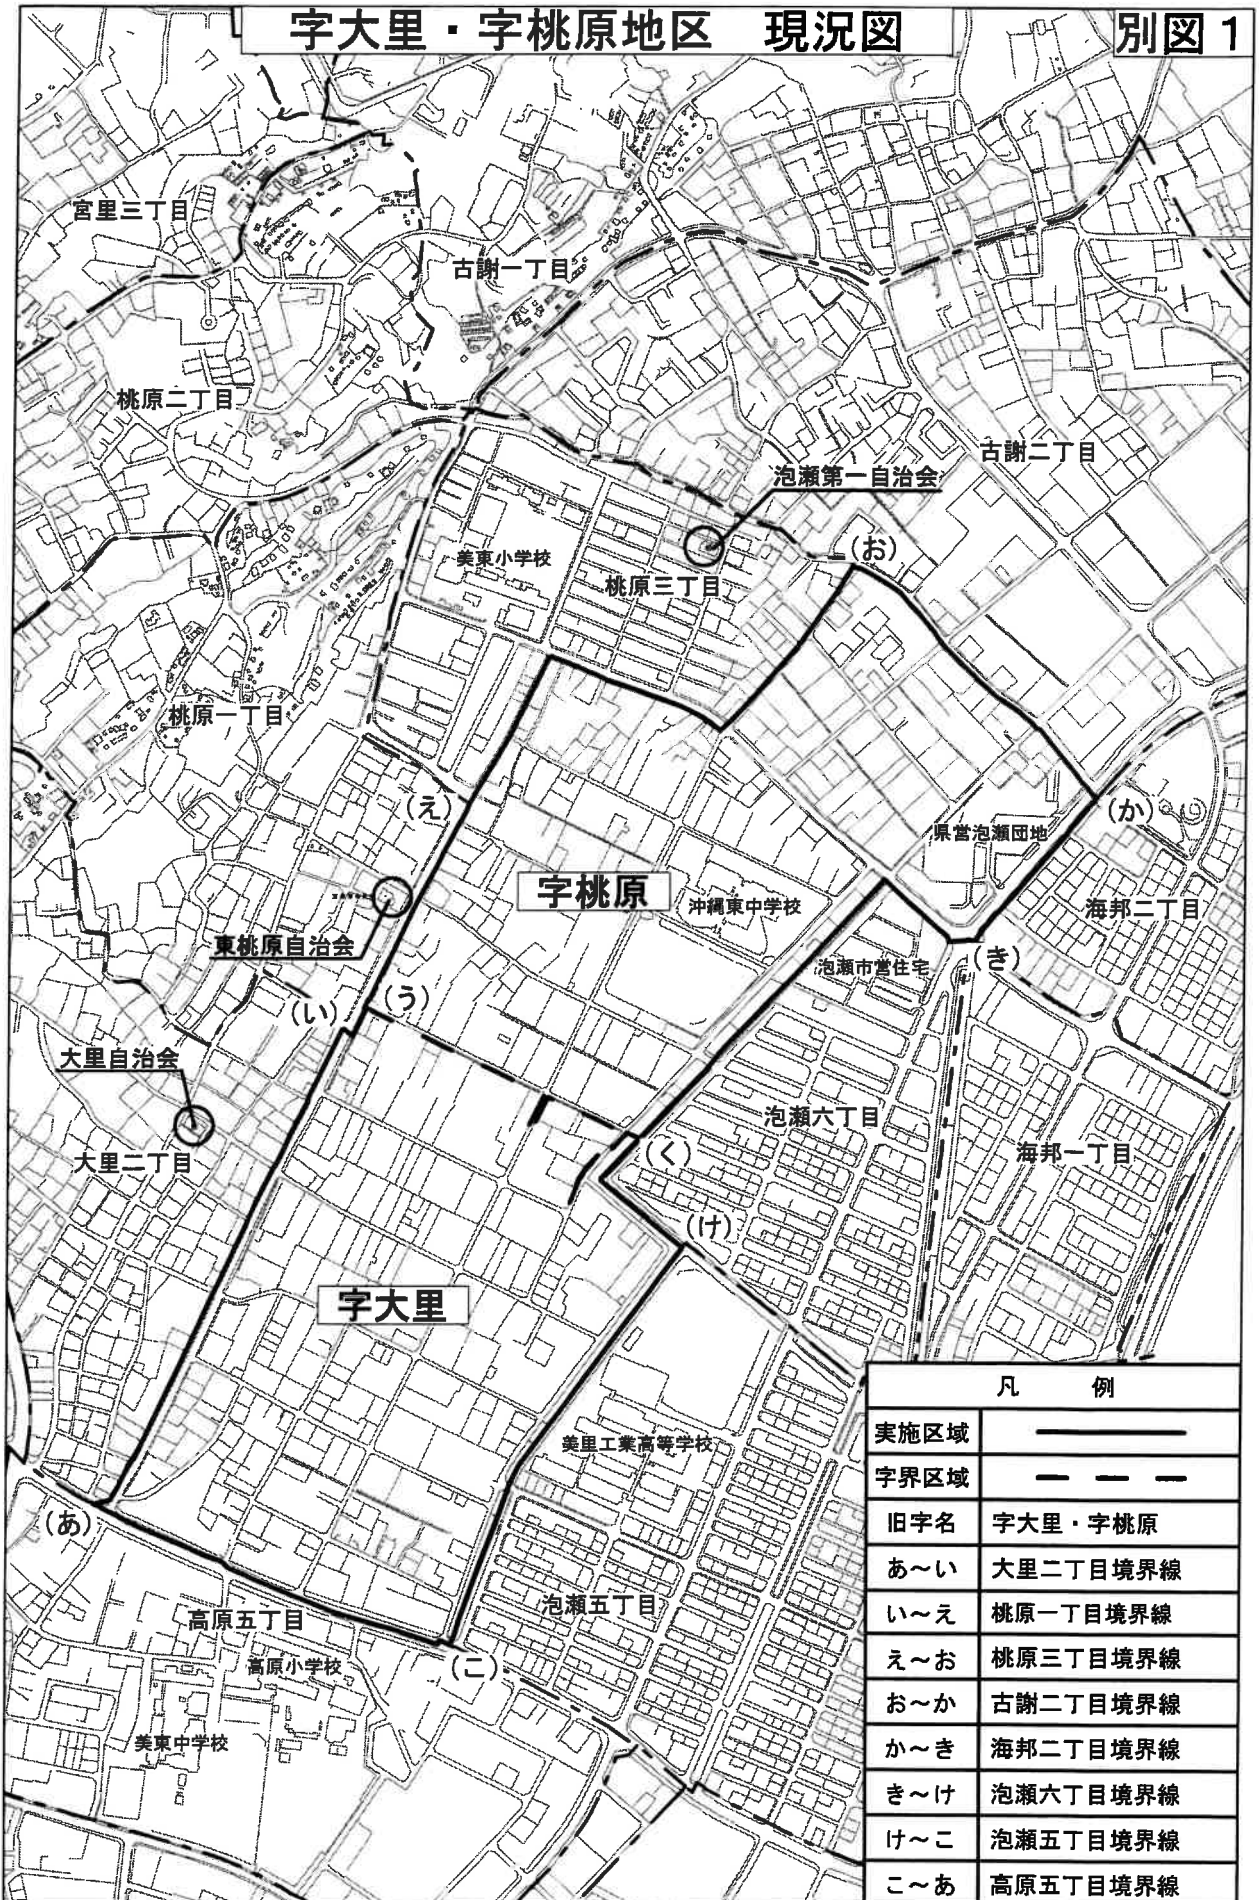 字大里・字桃原地区 現況図
別図1
宮里三丁目
古謝一丁目
桃原二丁目
古謝二丁目
泡瀬第一自治会
(お)
美東小学校
桃原三丁目
桃原一丁目
(え)
(か)
県営泡瀬団地
字桃原
沖縄東中学校
海邦二丁目
東桃原自治会
泡瀬市営住宅
(き)
(う)
(い)
大里自治会
泡瀬六丁目
大里二丁目
(く)
海邦一丁目
(け)
字大里
美里工業高等学校
(あ)
高原五丁目
泡瀬五丁目
(こ)
高原小学校
美東中学校
凡 例
実施区域
字界区域
旧字名 字大里・字桃原
あ~い 大里二丁目境界線
い~え 桃原一丁目境界線
え~お 桃原三丁目境界線
お~か 古謝二丁目境界線
か~き 海邦二丁目境界線
き~け 泡瀬六丁目境界線
け~こ 泡瀬五丁目境界線
こ~あ 高原五丁目境界線